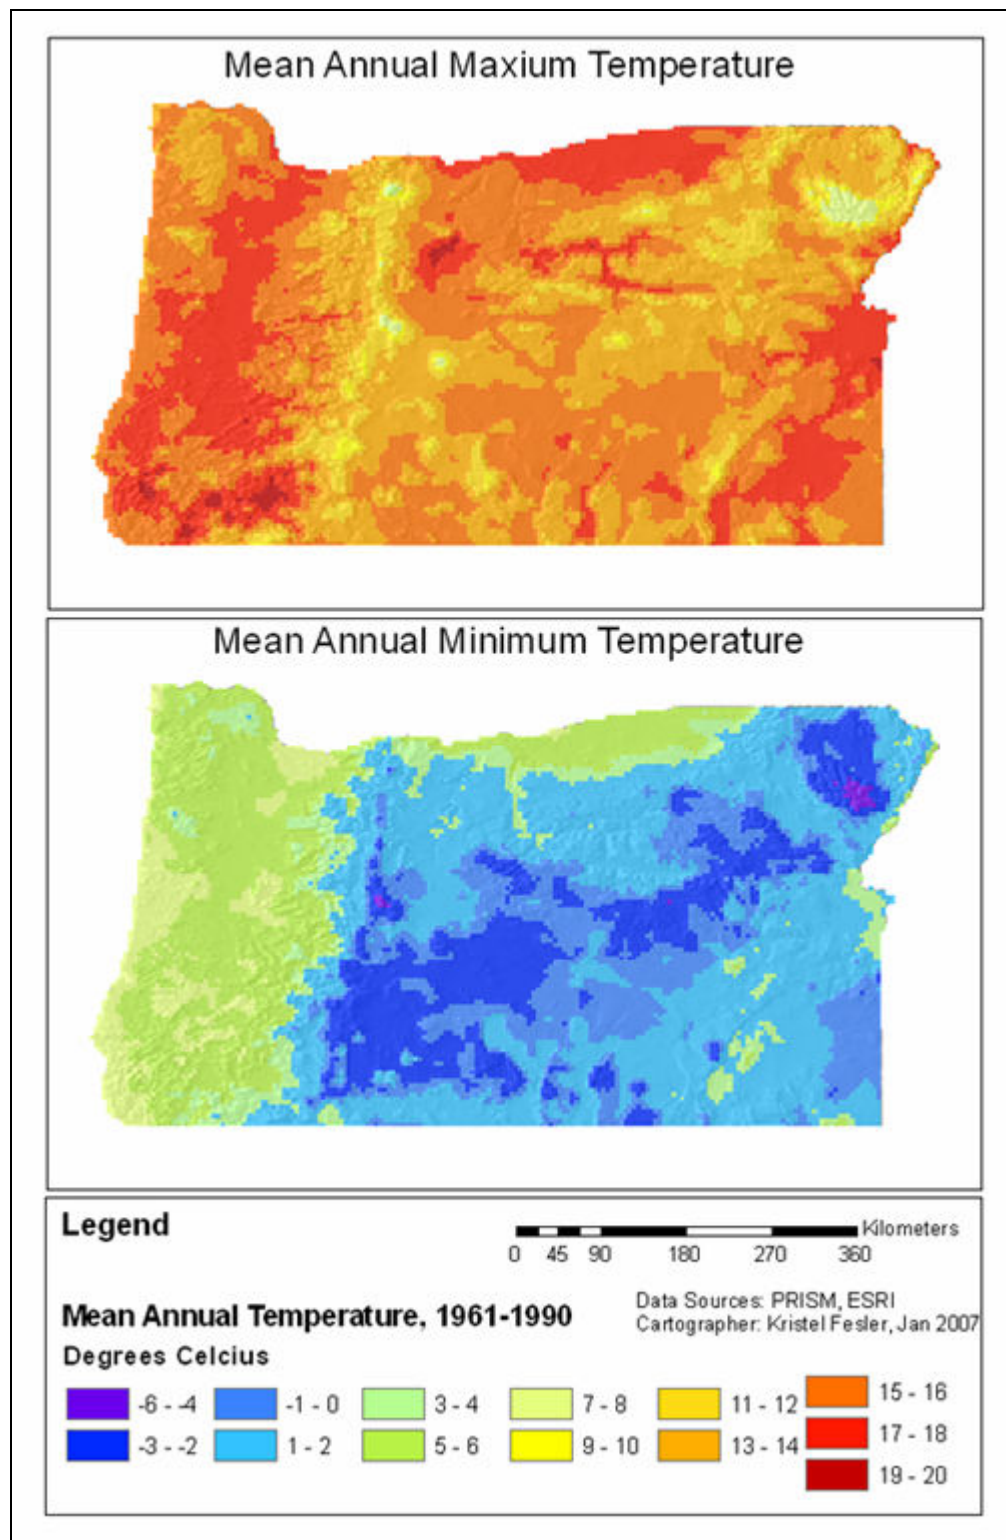 Mean Annual Maxium Temperature
Mean Annual Minimum Temperature
Legend
Kilometers
0 45 90 180 270 360
Mean Annual Temperature, 1961-1990
Data Sources: PRISM, ESRI
Cartographer: Kristel Fesler, Jan 2007
Degrees Celcius
-6 - -4
-3 - -2
-1 - 0
1 - 2
3 - 4
5 - 6
7 - 8
9 - 10
11 - 12
13 - 14
15 - 16
17 - 18
19 - 20